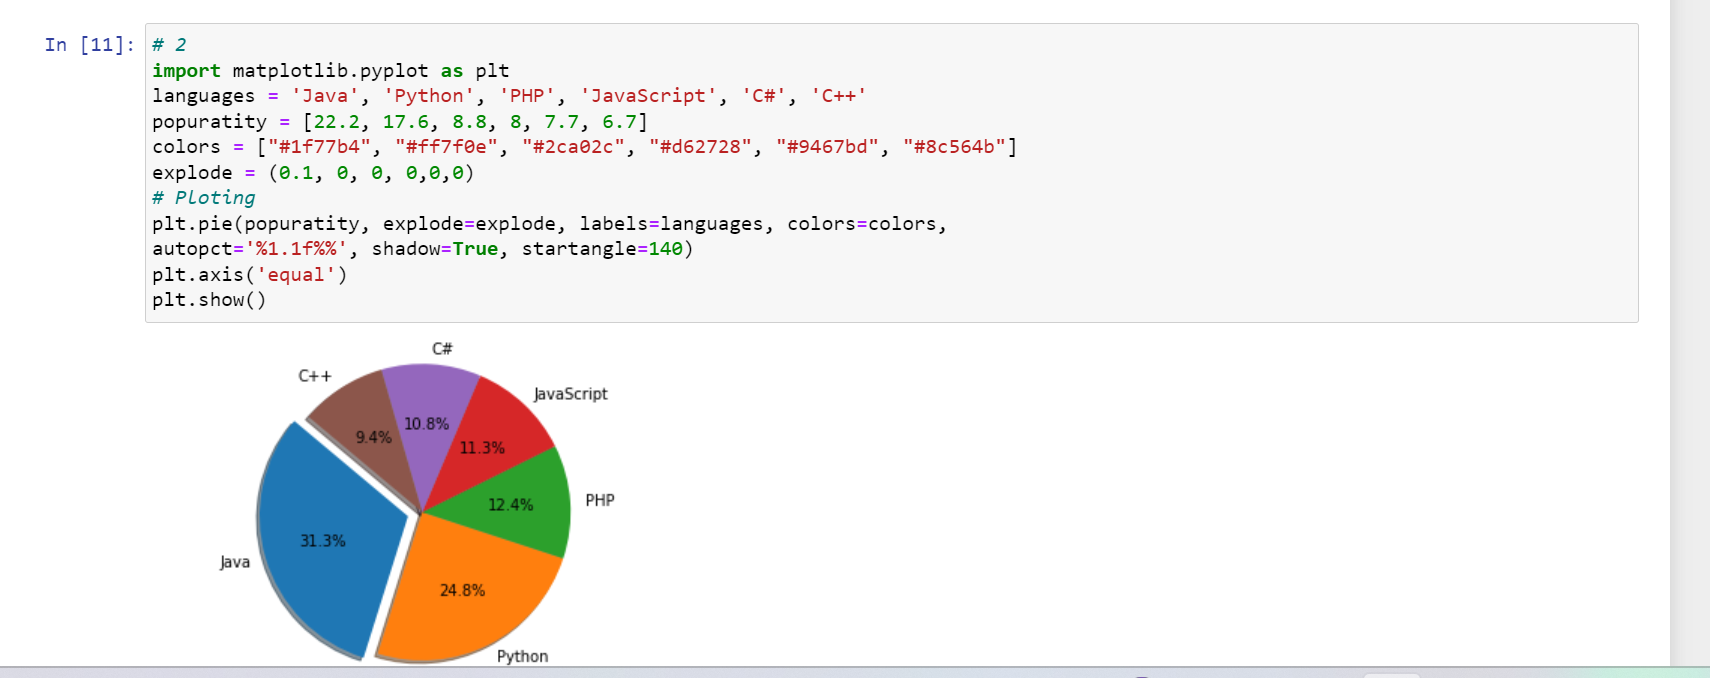 In [11]:
# 2
import matplotlib.pyplot as plt
languages = 'Java', 'Python', 'PHP', 'JavaScript', 'C#', 'C++'
popuratity = [22.2, 17.6, 8.8, 8, 7.7, 6.7]
colors = ["#1f77b4", "#ff7f0e", "#2ca02c", "#d62728", "#9467bd", "#8c564b"]
explode = (0.1, 0, 0, 0,0,0)
# Ploting
plt.pie(popuratity, explode=explode, labels=languages, colors=colors,
autopct='%1.1f%%', shadow=True, startangle=140)
plt.axis('equal')
plt.show()
C#
C++
JavaScript
10.8%
9.4%
11.3%
PHP
12.4%
31.3%
Java
24.8%
Python